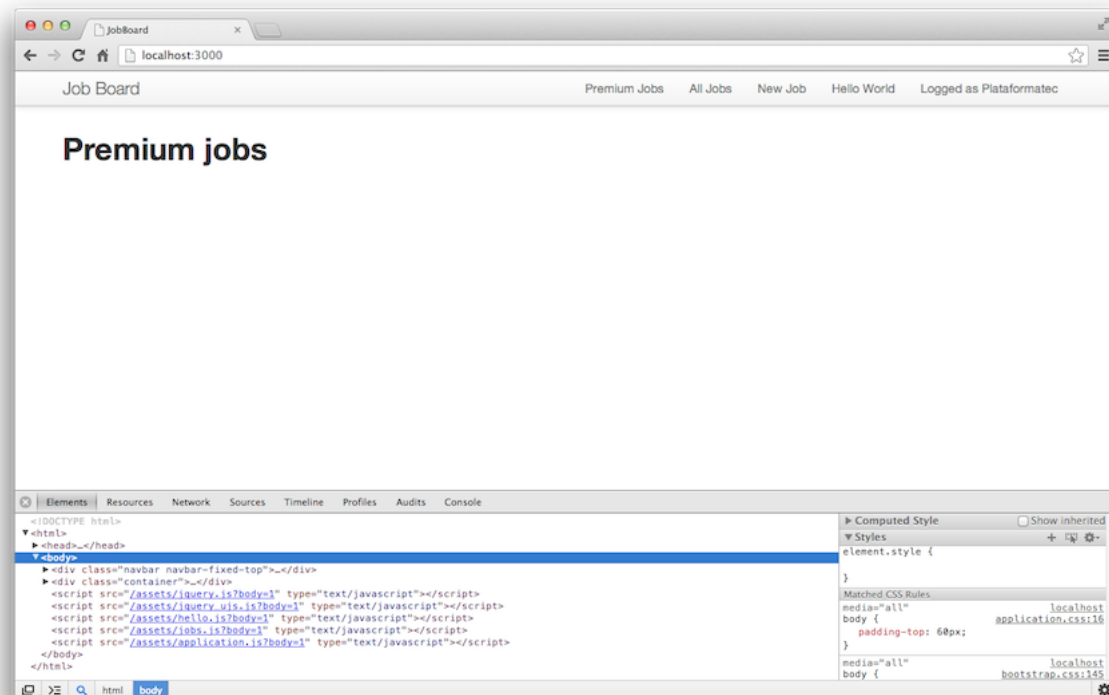 JobBoard
localhost:3000
Job Board Premium Jobs All Jobs New Job Hello World Logged as Plataformatec
Premium jobs
Elements Resources Network Sources Timeline Profiles Audits Console
<!DOCTYPE html>
▼<html>
▶<head>…</head>
▼<body>
▶<div class="navbar navbar-fixed-top">…</div>
▶<div class="container">…</div>
<script src="/assets/jquery.js?body=1" type="text/javascript"></script>
<script src="/assets/jquery_ujs.js?body=1" type="text/javascript"></script>
<script src="/assets/hello.js?body=1" type="text/javascript"></script>
<script src="/assets/jobs.js?body=1" type="text/javascript"></script>
<script src="/assets/application.js?body=1" type="text/javascript"></script>
</body>
</html>
▶ Computed Style Show inherited
▼ Styles
element.style {
}
Matched CSS Rules
media="all" localhost
body { application.css:16
padding-top: 60px;
}
media="all" localhost
body { bootstrap.css:145
html body